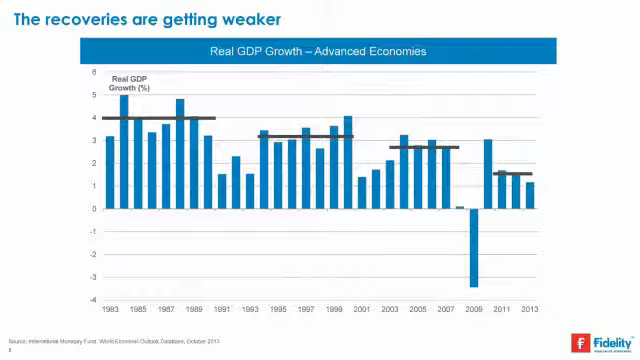 The recoveries are getting weaker
Real GDP Growth – Advanced Economies
Real GDP
Growth (%)
6
5
4
3
2
1
0
-1
-2
-3
-4
1983 1985 1987 1989 1991 1993 1995 1997 1999 2001 2003 2005 2007 2009 2011 2013
Source: International Monetary Fund, World Economic Outlook Database, October 2013
8
Fidelity